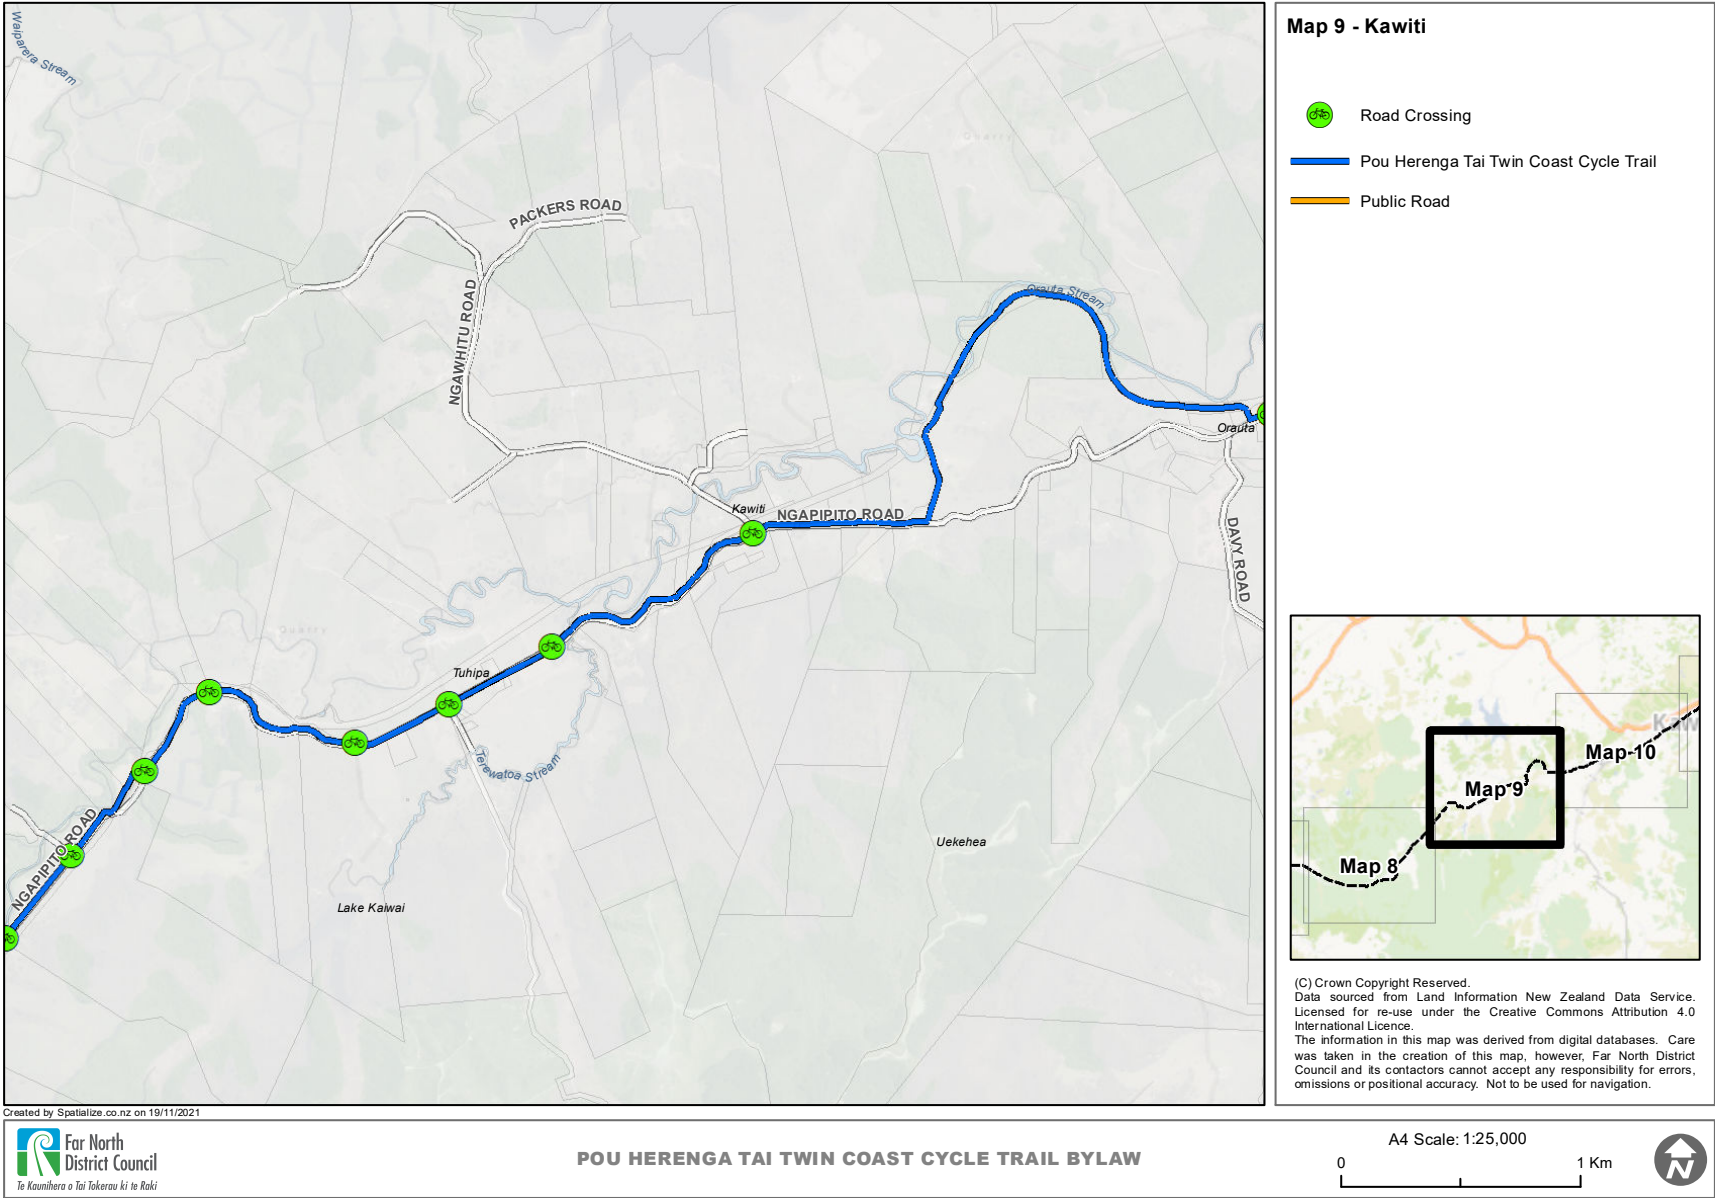 Waiparera Stream
Quarry
PACKERS ROAD
NGAWHITU ROAD
Orauta Stream
Orauta
Kawiti
NGAPIPITO ROAD
DAVY ROAD
Quarry
Tuhipa
Terewatoa Stream
NGAPIPITO ROAD
Uekehea
Lake Kaiwai
Map 9 - Kawiti
Road Crossing
Pou Herenga Tai Twin Coast Cycle Trail
Public Road
Kaw
Map 10
Map 9
Map 8
(C) Crown Copyright Reserved.
Data sourced from Land Information New Zealand Data Service.
Licensed for re-use under the Creative Commons Attribution 4.0
International Licence.
The information in this map was derived from digital databases. Care
was taken in the creation of this map, however, Far North District
Council and its contactors cannot accept any responsibility for errors,
omissions or positional accuracy. Not to be used for navigation.
Created by Spatialize.co.nz on 19/11/2021
Far North
District Council
Te Kaunihera o Tai Tokerau ki te Raki
POU HERENGA TAI TWIN COAST CYCLE TRAIL BYLAW
A4 Scale: 1:25,000
0 1 Km
N